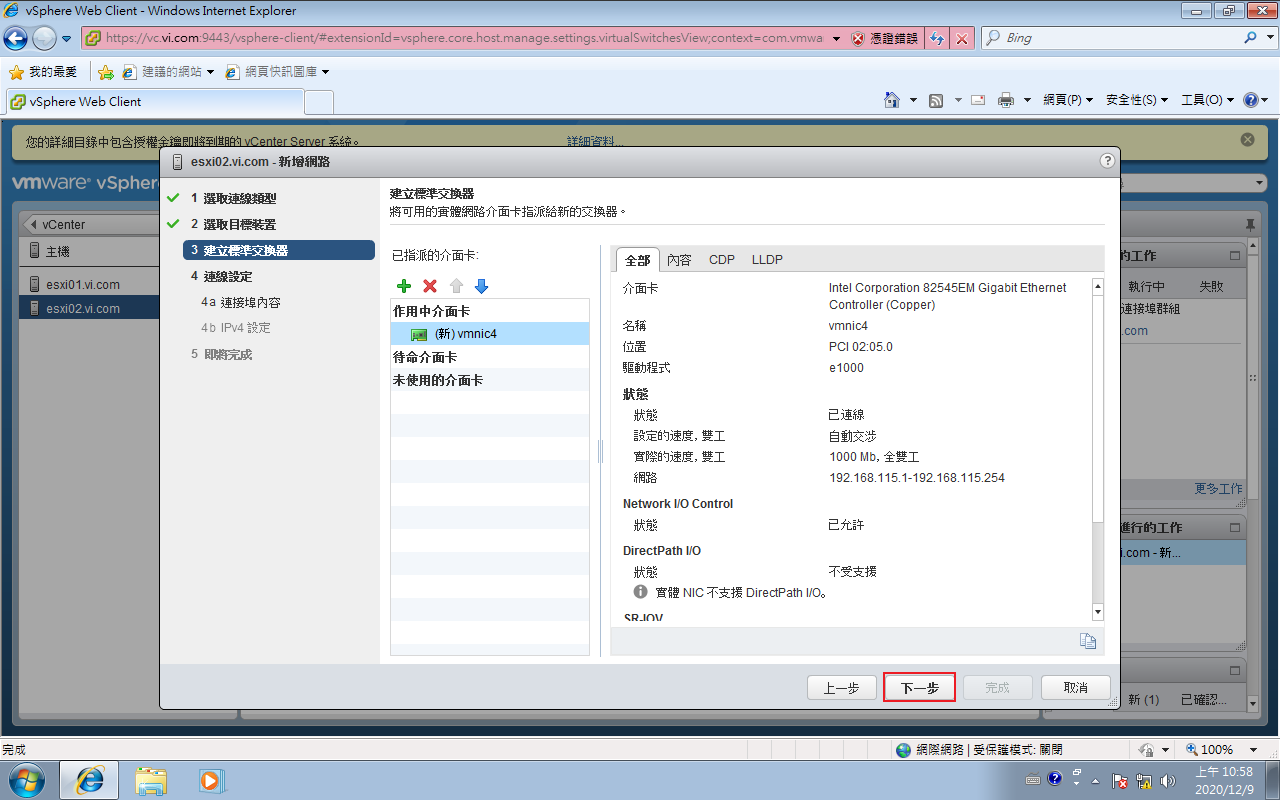 vSphere Web Client - Windows Internet Explorer
https://vc.vi.com:9443/vsphere-client/#extensionId=vsphere.core.host.manage.settings.virtualSwitchesView;context=com.vmwa
憑證錯誤
Bing
我的最愛
建議的網站
網頁快訊圖庫
vSphere Web Client
網頁(P)
安全性(S)
工具(O)
您的詳細目錄中包含授權金鑰即將到期的 vCenter Server 系統。
詳細資料...
vmware® vSpher
esxi02.vi.com - 新增網路
vCenter
主機
esxi01.vi.com
esxi02.vi.com
1 選取連線類型
2 選取目標裝置
3 建立標準交換器
4 連線設定
4a 連接埠內容
4b IPv4 設定
5 即將完成
建立標準交換器
將可用的實體網路介面卡指派給新的交換器。
已指派的介面卡:
作用中介面卡
(新) vmnic4
待命介面卡
未使用的介面卡
全部 內容 CDP LLDP
介面卡 Intel Corporation 82545EM Gigabit Ethernet
Controller (Copper)
名稱 vmnic4
位置 PCI 02:05.0
驅動程式 e1000
狀態
狀態 已連線
設定的速度, 雙工 自動交涉
實際的速度, 雙工 1000 Mb, 全雙工
網路 192.168.115.1-192.168.115.254
Network I/O Control
狀態 已允許
DirectPath I/O
狀態 不受支援
實體 NIC 不支援 DirectPath I/O。
SR-IOV
上一步 下一步 完成 取消
的工作
執行中 失敗
連接埠群組
.com
更多工作
進行的工作
i.com - 新...
新 (1) 已確認...
完成
網際網路 | 受保護模式: 關閉
100%
上午 10:58
2020/12/9